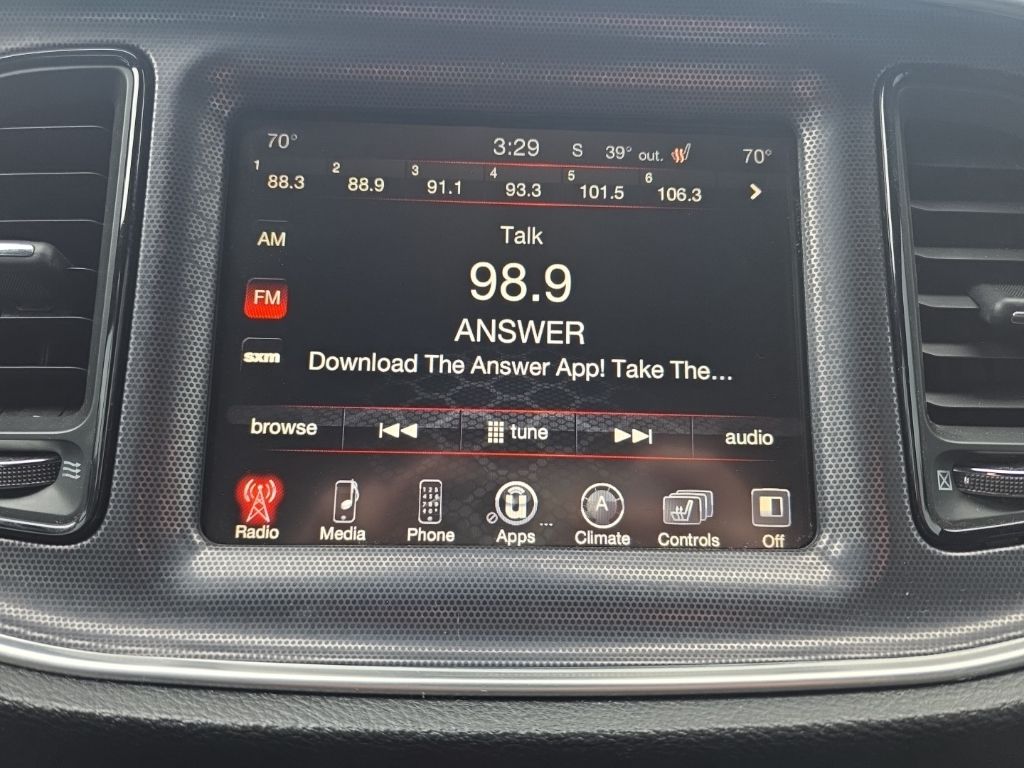 70° 3:29 S 39° out. 70°
1 88.3 2 88.9 3 91.1 4 93.3 5 101.5 6 106.3
AM
Talk
FM
98.9
ANSWER
sxm
Download The Answer App! Take The...
browse tune audio
Radio Media Phone Apps Climate Controls Off